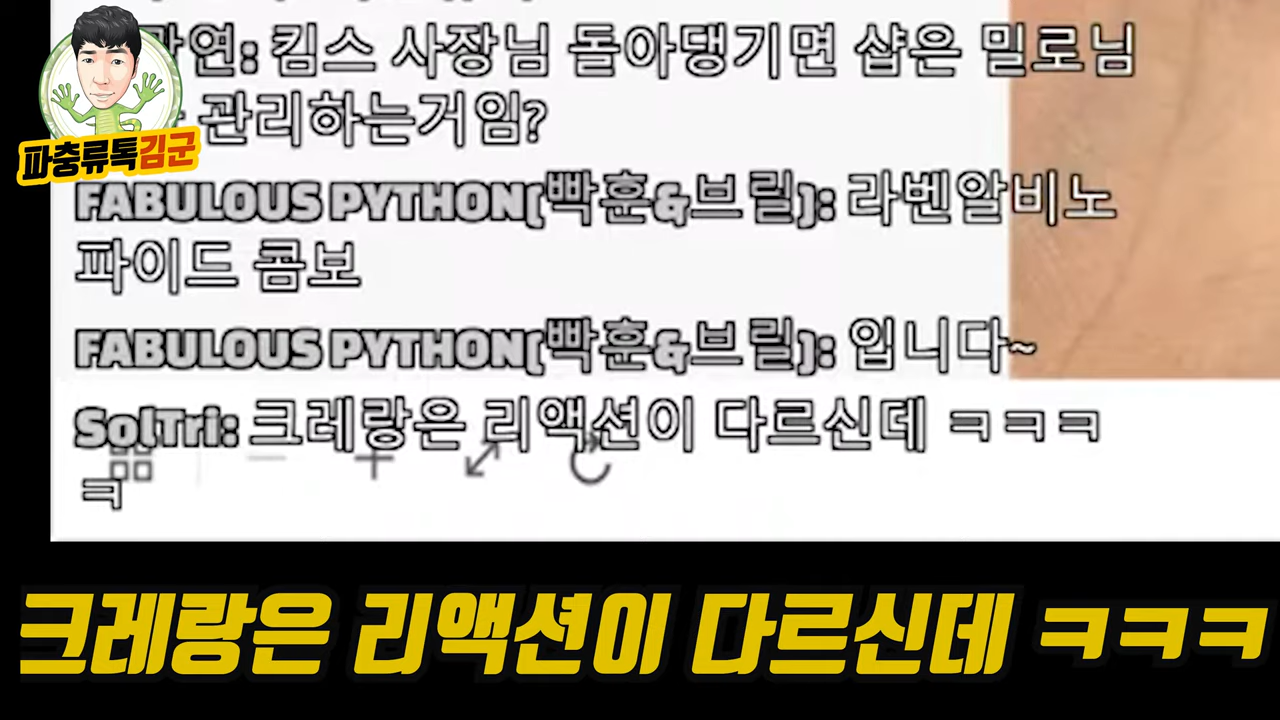 킴스 사장님 돌아댕기면 샵은 밀로님
관리하는거임?
파충류톡김군
FABULOUS PYTHON(빡훈&브릴): 라벤알비노
파이드 콤보
FABULOUS PYTHON(빡훈&브릴): 입니다~
SolTri: 크레랑은 리액션이 다르신데 ㅋㅋㅋ
ㅋ
크레랑은 리액션이 다르신데 ㅋㅋㅋ